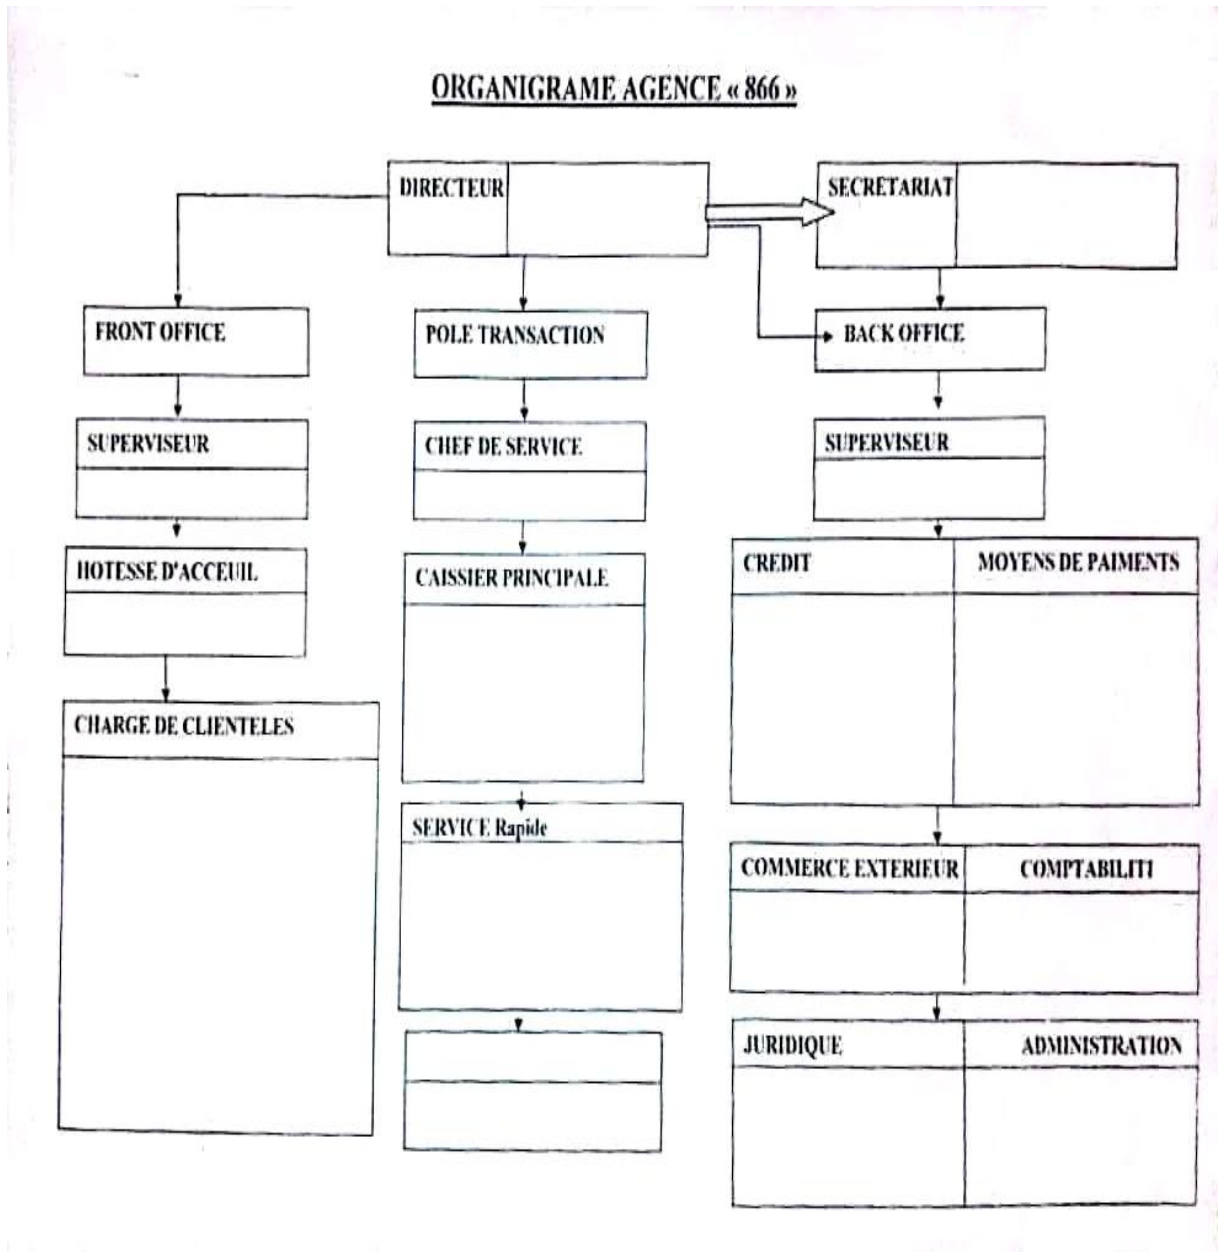 ORGANIGRAME AGENCE « 866 »
DIRECTEUR
SECRETARIAT
FRONT OFFICE
POLE TRANSACTION
BACK OFFICE
SUPERVISEUR
CHEF DE SERVICE
SUPERVISEUR
HOTESSE D'ACCEUIL
CAISSIER PRINCIPALE
CREDIT
MOYENS DE PAIMENTS
CHARGE DE CLIENTELES
SERVICE Rapide
COMMERCE EXTERIEUR
COMPTABILITI
JURIDIQUE
ADMINISTRATION